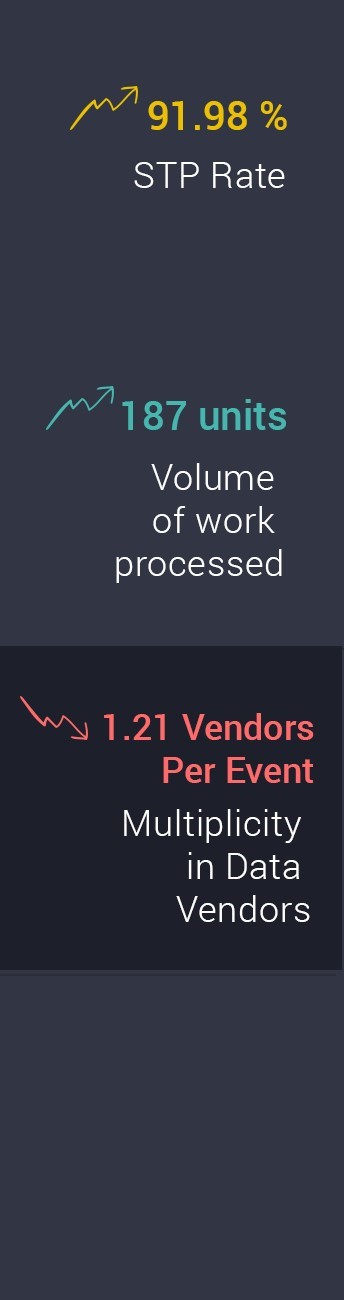 91.98 %
STP Rate
187 units
Volume
of work
processed
1.21 Vendors
Per Event
Multiplicity
in Data
Vendors